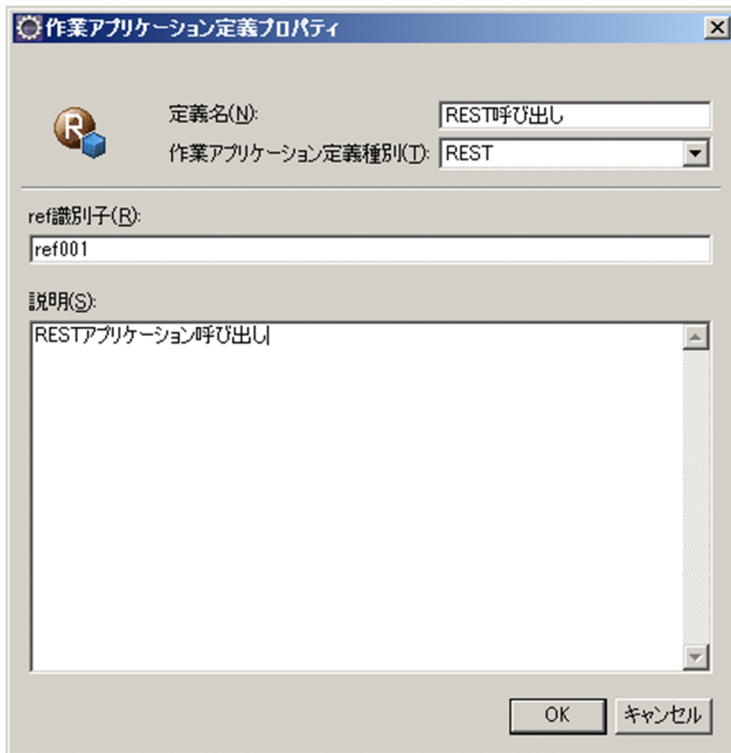 作業アプリケーション定義プロパティ
定義名(N): REST呼び出し
作業アプリケーション定義種別(T): REST
ref識別子(R):
ref001
説明(S):
RESTアプリケーション呼び出し
OK キャンセル